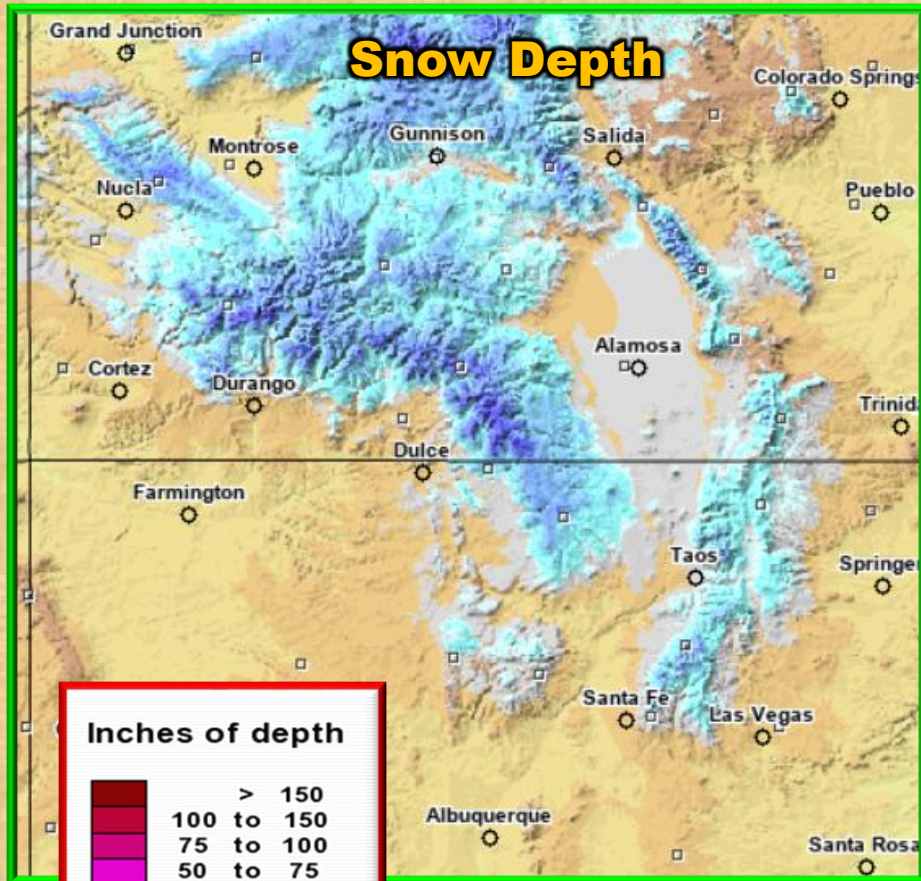 Snow Depth
Grand Junction
Colorado Springs
Gunnison
Salida
Montrose
Nucla
Pueblo
Alamosa
Cortez
Durango
Trinid
Dulce
Farmington
Taos
Springe
Santa Fe
Las Vegas
Albuquerque
Santa Rosa
Inches of depth
> 150
100 to 150
75 to 100
50 to 75